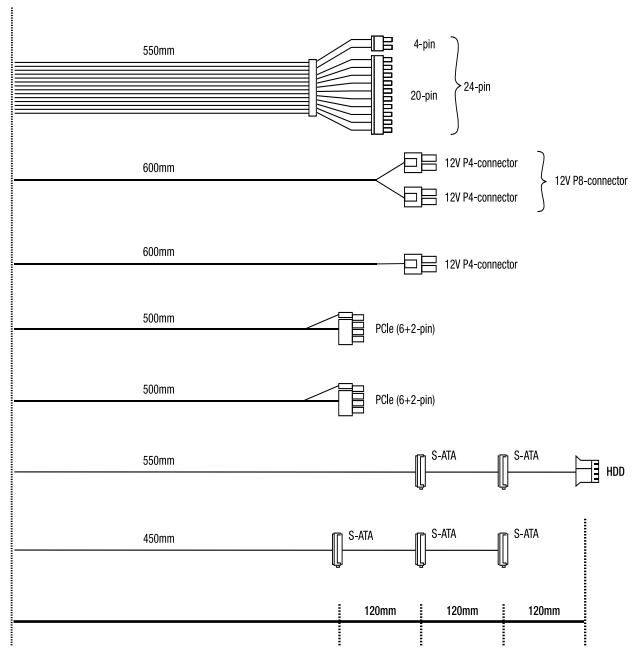 4-pin
550mm
24-pin
20-pin
12V P4-connector
600mm
12V P8-connector
12V P4-connector
600mm
12V P4-connector
500mm
PCIe (6+2-pin)
500mm
PCIe (6+2-pin)
550mm
S-ATA
S-ATA
HDD
450mm
S-ATA
S-ATA
S-ATA
120mm
120mm
120mm